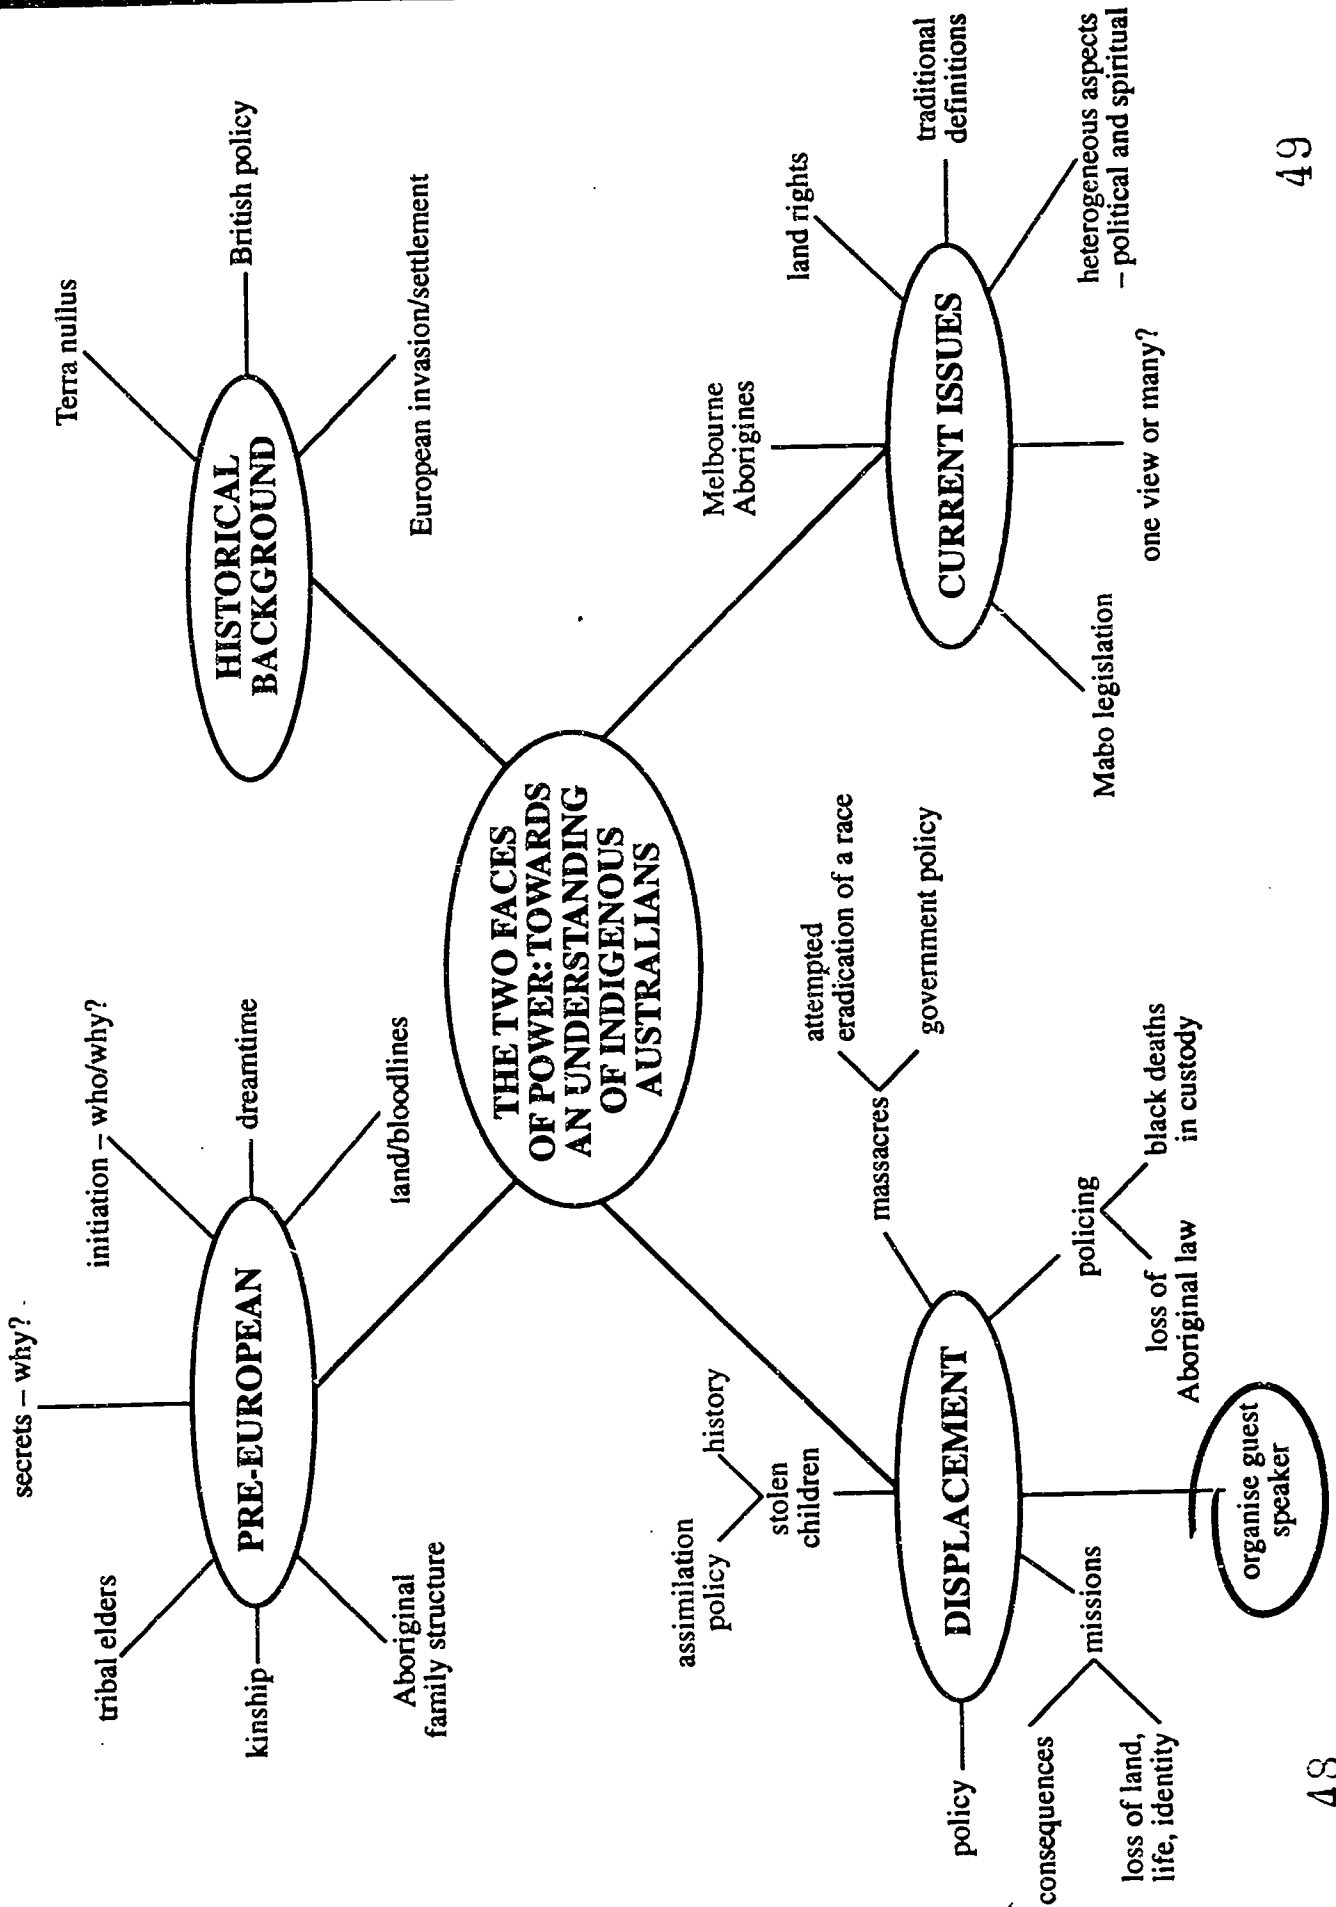 secrets – why?
initiation – who/why?
tribal elders
dreamtime
kinship
PRE-EUROPEAN
land/bloodlines
Aboriginal
family structure
Terra nullus
British policy
HISTORICAL
BACKGROUND
European invasion/settlement
THE TWO FACES
OF POWER: TOWARDS
AN UNDERSTANDING
OF INDIGENOUS
AUSTRALIANS
assimilation
policy
history
stolen
children
massacres
attempted
eradication of a race
government policy
DISPLACEMENT
policy
policing
black deaths
in custody
loss of
Aboriginal law
missions
consequences
loss of land,
life, identity
organise guest
speaker
Melbourne
Aborigines
land rights
traditional
definitions
CURRENT ISSUES
heterogeneous aspects
– political and spiritual
one view or many?
Mabo legislation
48
49